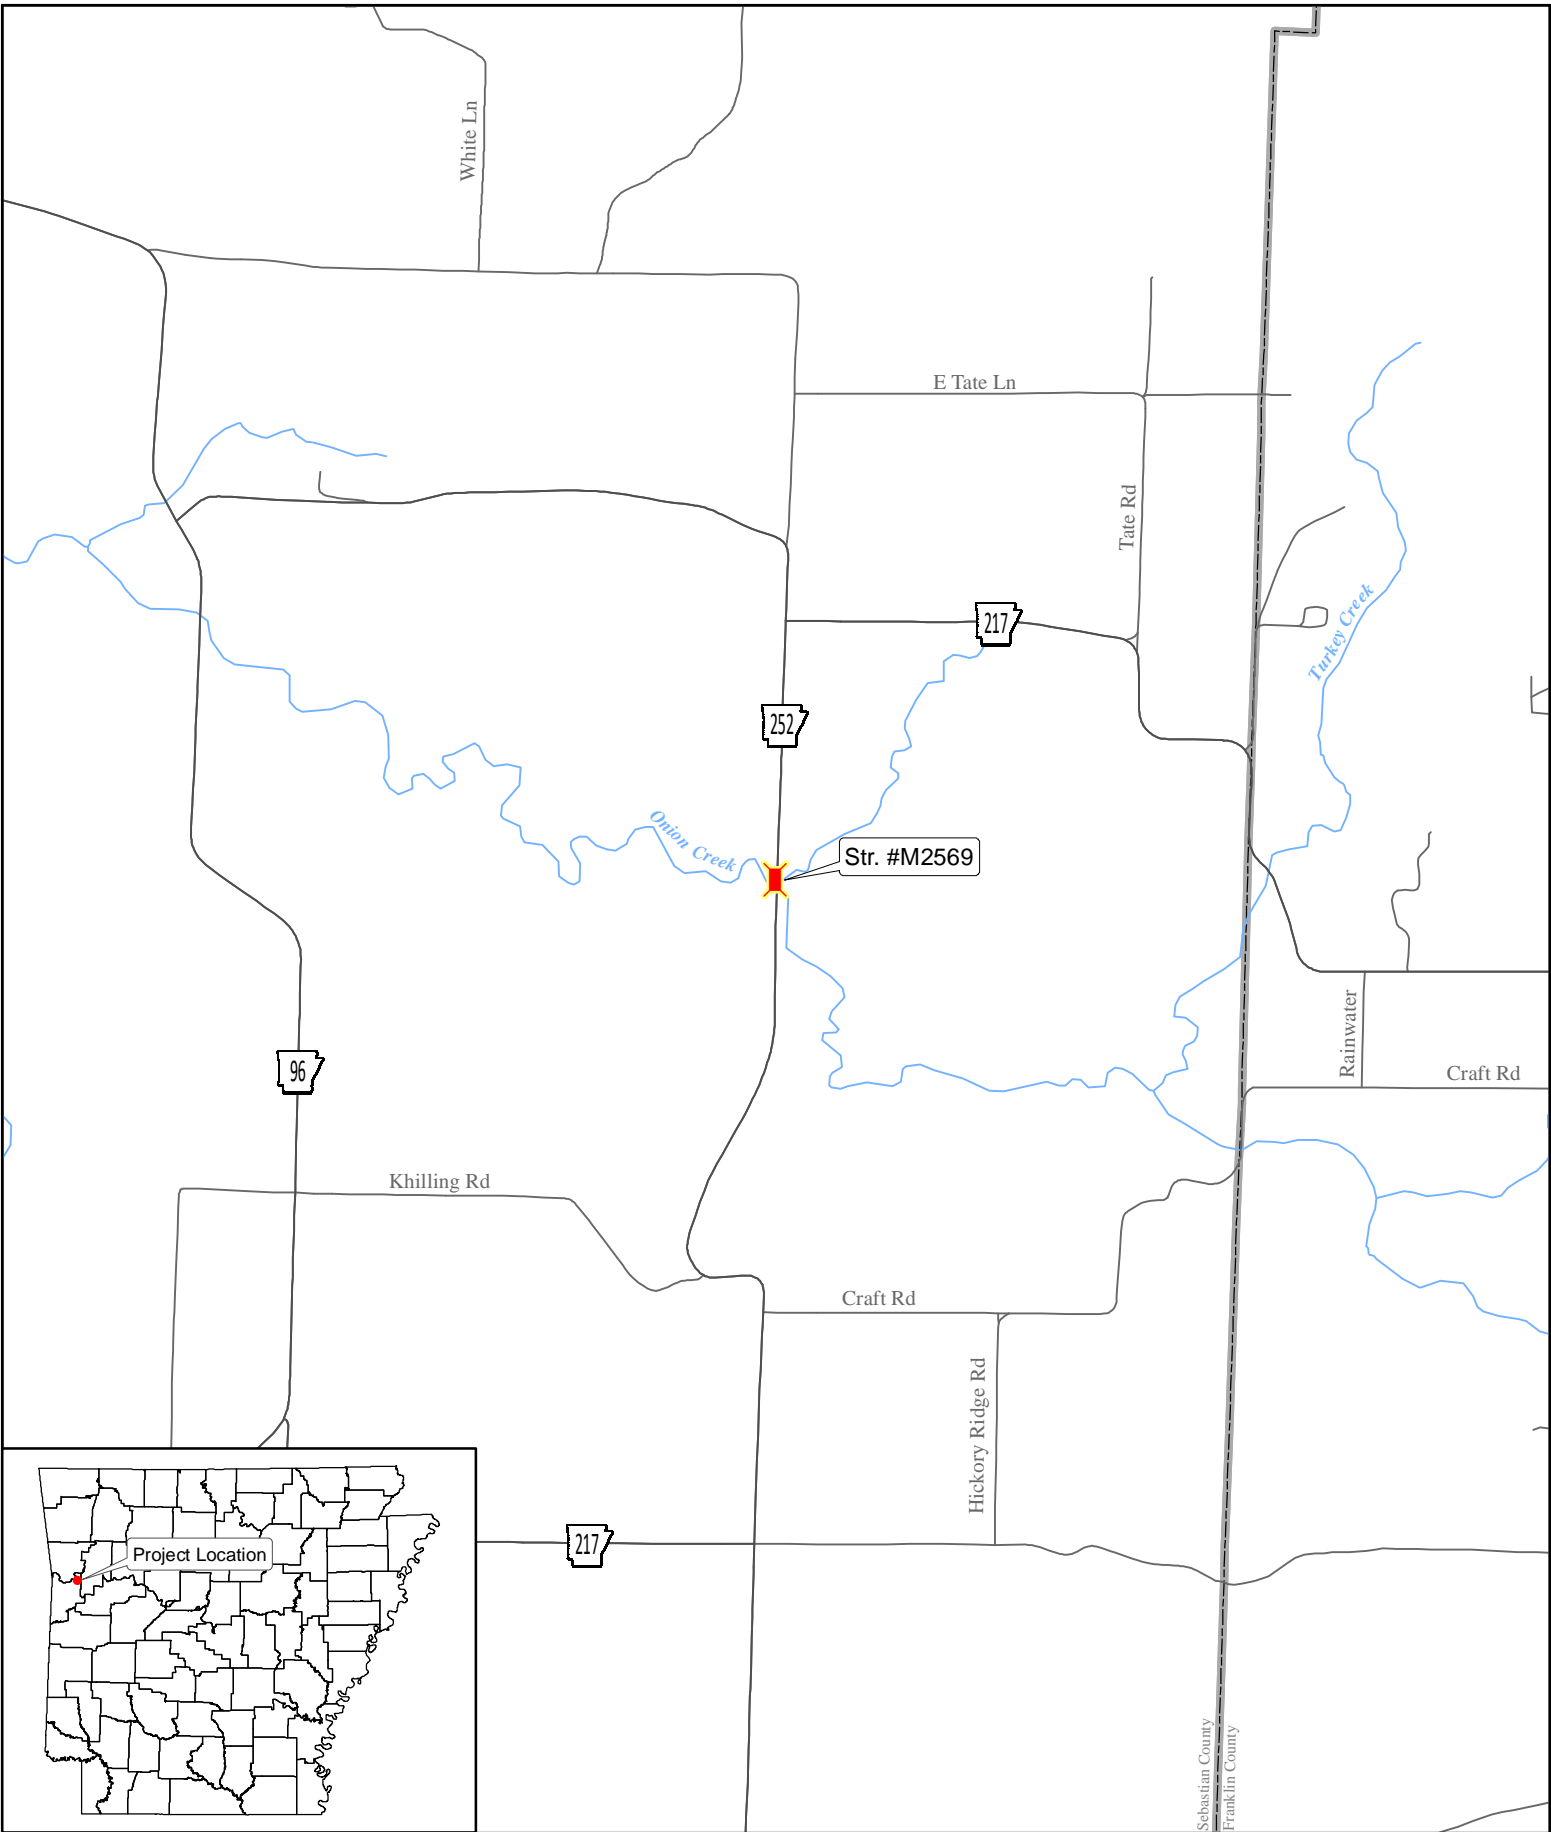 White Ln
E Tate Ln
Tate Rd
217
Turkey Creek
252
Onion Creek
Str. #M2569
Rainwater
96
Craft Rd
Khilling Rd
Craft Rd
Hickory Ridge Rd
217
Project Location
Sebastian County
Franklin County